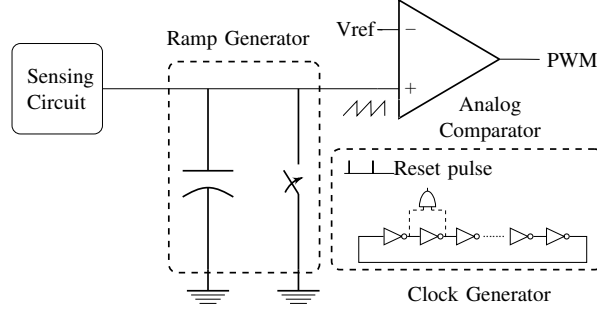 Ramp Generator
Vref
−
Sensing
Circuit
+
PWM
Analog
Comparator
Reset pulse
Clock Generator